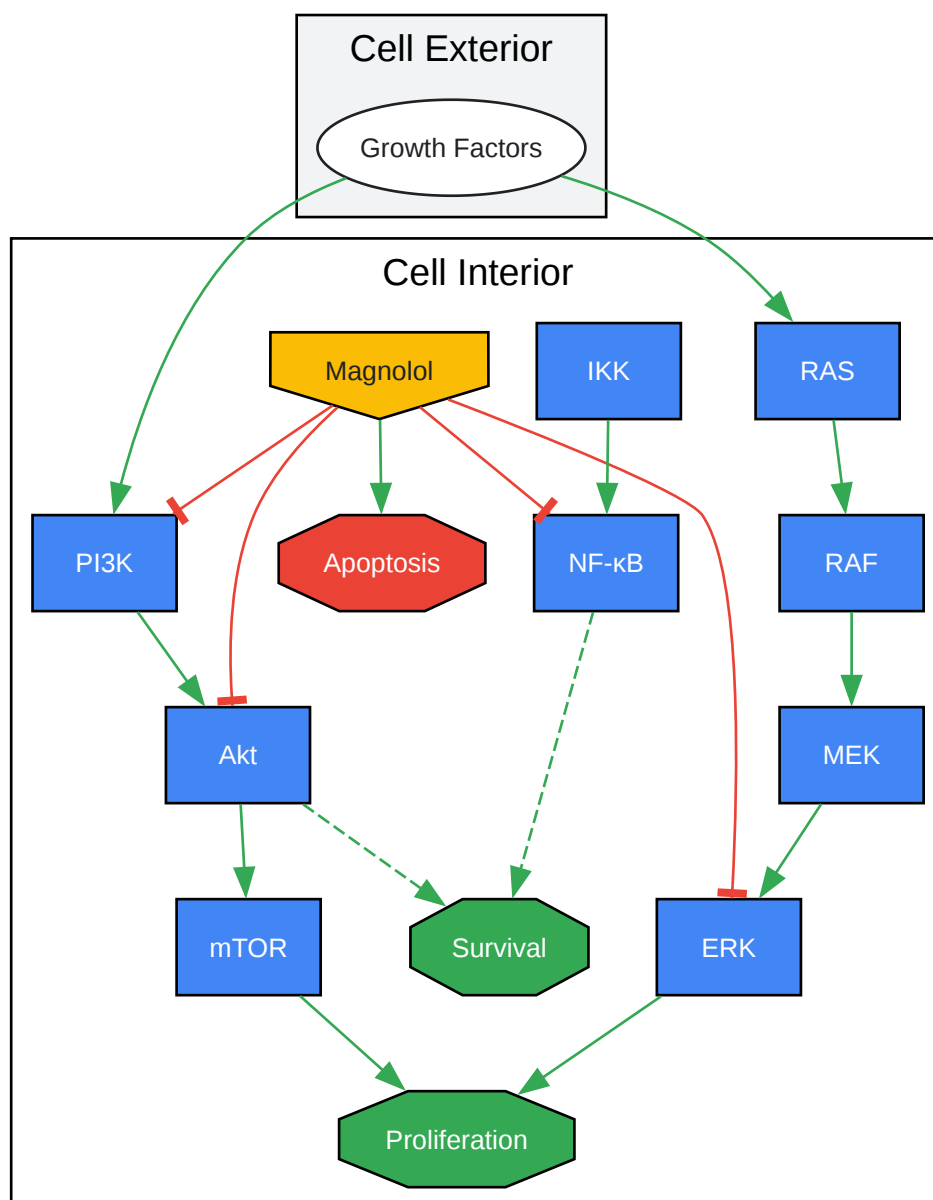 Cell Exterior
Growth Factors
Cell Interior
Magnolol
IKK
RAS
PI3K
Apoptosis
NF-κB
RAF
Akt
MEK
mTOR
Survival
ERK
Proliferation